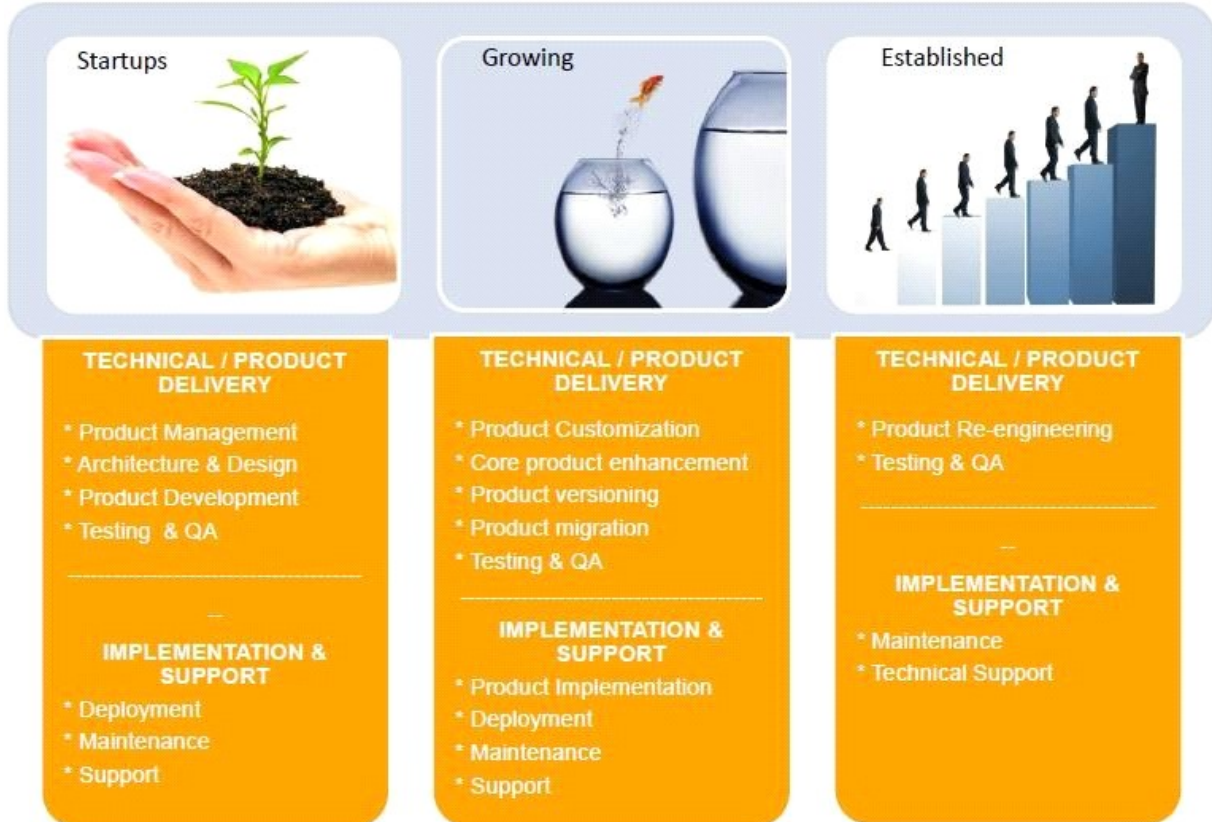 Startups
TECHNICAL / PRODUCT
DELIVERY
* Product Management
* Architecture & Design
* Product Development
* Testing & QA
IMPLEMENTATION &
SUPPORT
* Deployment
* Maintenance
* Support
Growing
TECHNICAL / PRODUCT
DELIVERY
* Product Customization
* Core product enhancement
* Product versioning
* Product migration
* Testing & QA
IMPLEMENTATION &
SUPPORT
* Product Implementation
* Deployment
* Maintenance
* Support
Established
TECHNICAL / PRODUCT
DELIVERY
* Product Re-engineering
* Testing & QA
IMPLEMENTATION &
SUPPORT
* Maintenance
* Technical Support